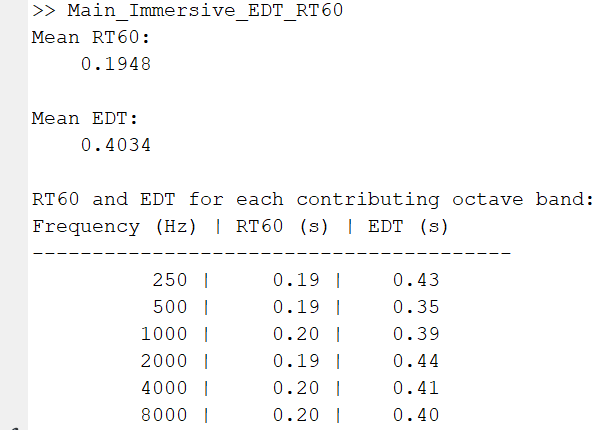 >> Main_Immersive_EDT_RT60
Mean RT60:
    0.1948

Mean EDT:
    0.4034

RT60 and EDT for each contributing octave band:
Frequency (Hz) | RT60 (s) | EDT (s)
----------------------------------------
          250 |     0.19 |    0.43
          500 |     0.19 |    0.35
         1000 |     0.20 |    0.39
         2000 |     0.19 |    0.44
         4000 |     0.20 |    0.41
         8000 |     0.20 |    0.40